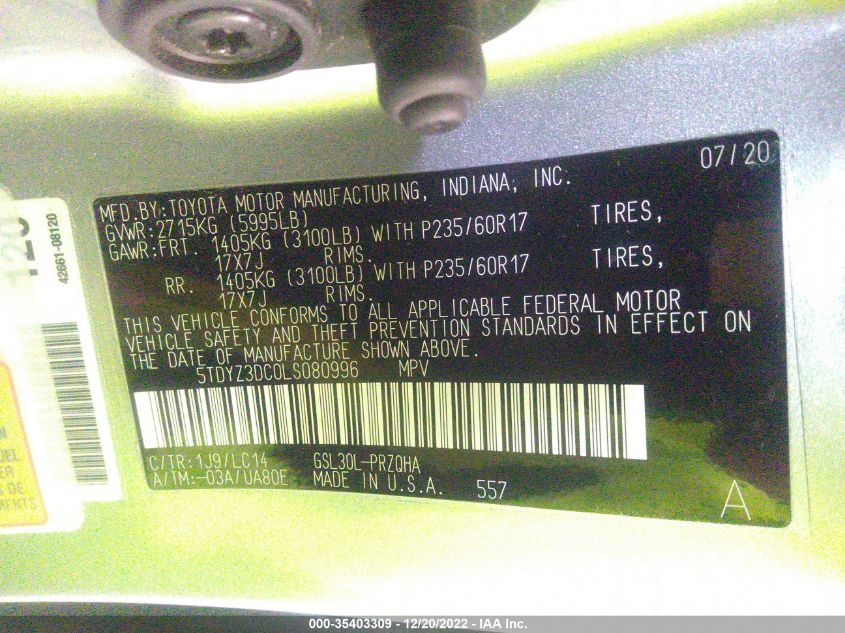 07/20
MFD.BY:TOYOTA MOTOR MANUFACTURING, INDIANA, INC.
GVWR:2715KG (5995LB)
GAWR:FRT. 1405KG (3100LB) WITH P235/60R17 TIRES,
17X7J RIMS.
RR. 1405KG (3100LB) WITH P235/60R17 TIRES,
17X7J RIMS.
THIS VEHICLE CONFORMS TO ALL APPLICABLE FEDERAL MOTOR
VEHICLE SAFETY AND THEFT PREVENTION STANDARDS IN EFFECT ON
THE DATE OF MANUFACTURE SHOWN ABOVE.
5TDYZ3DC0LS080996 MPV
C/TR:1J9/LC14 GSL30L-PRZQHA
A/TM:-03A/UA80E MADE IN U.S.A. 557
A
42661-08120
MENTS
000-35403309 - 12/20/2022 - IAA Inc.